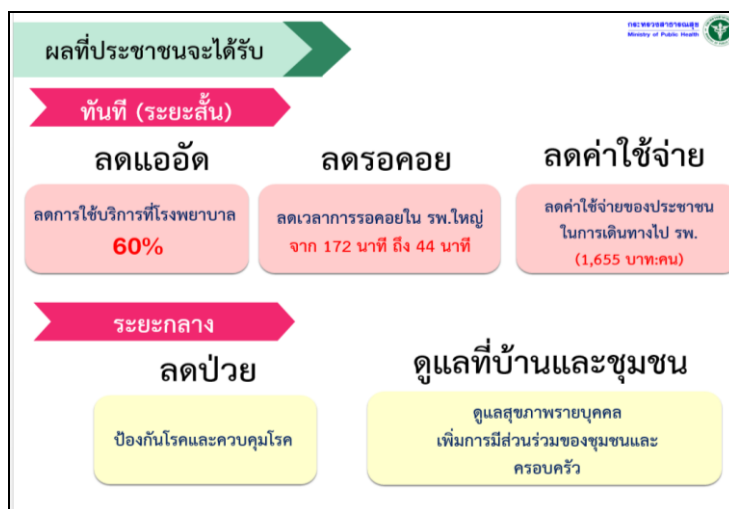 กระทรวงสาธารณสุข
Ministry of Public Health
ผลที่ประชาชนจะได้รับ
ทันที (ระยะสั้น)
ลดแออัด
ลดการใช้บริการที่โรงพยาบาล
60%
ลดรอคอย
ลดเวลาการรอคอยใน รพ.ใหญ่
จาก 172 นาที ถึง 44 นาที
ลดค่าใช้จ่าย
ลดค่าใช้จ่ายของประชาชน
ในการเดินทางไป รพ.
(1,655 บาท:คน)
ระยะกลาง
ลดป่วย
ป้องกันโรคและควบคุมโรค
ดูแลที่บ้านและชุมชน
ดูแลสุขภาพรายบุคคล
เพิ่มการมีส่วนร่วมของชุมชนและ
ครอบครัว